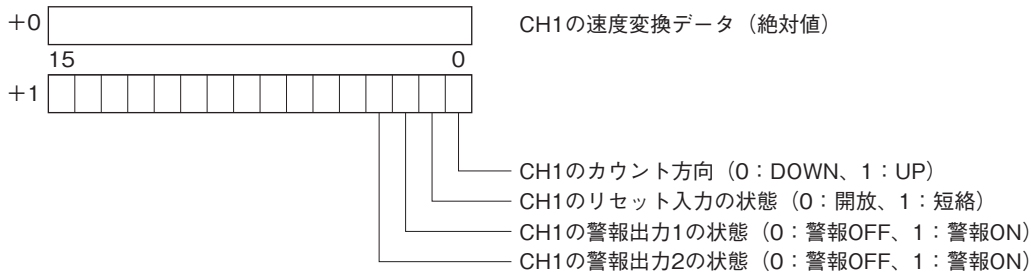 +0 CH1の速度変換データ（絶対値）
15 0
+1
CH1のカウント方向（0：DOWN、1：UP）
CH1のリセット入力の状態（0：開放、1：短絡）
CH1の警報出力1の状態（0：警報OFF、1：警報ON）
CH1の警報出力2の状態（0：警報OFF、1：警報ON）